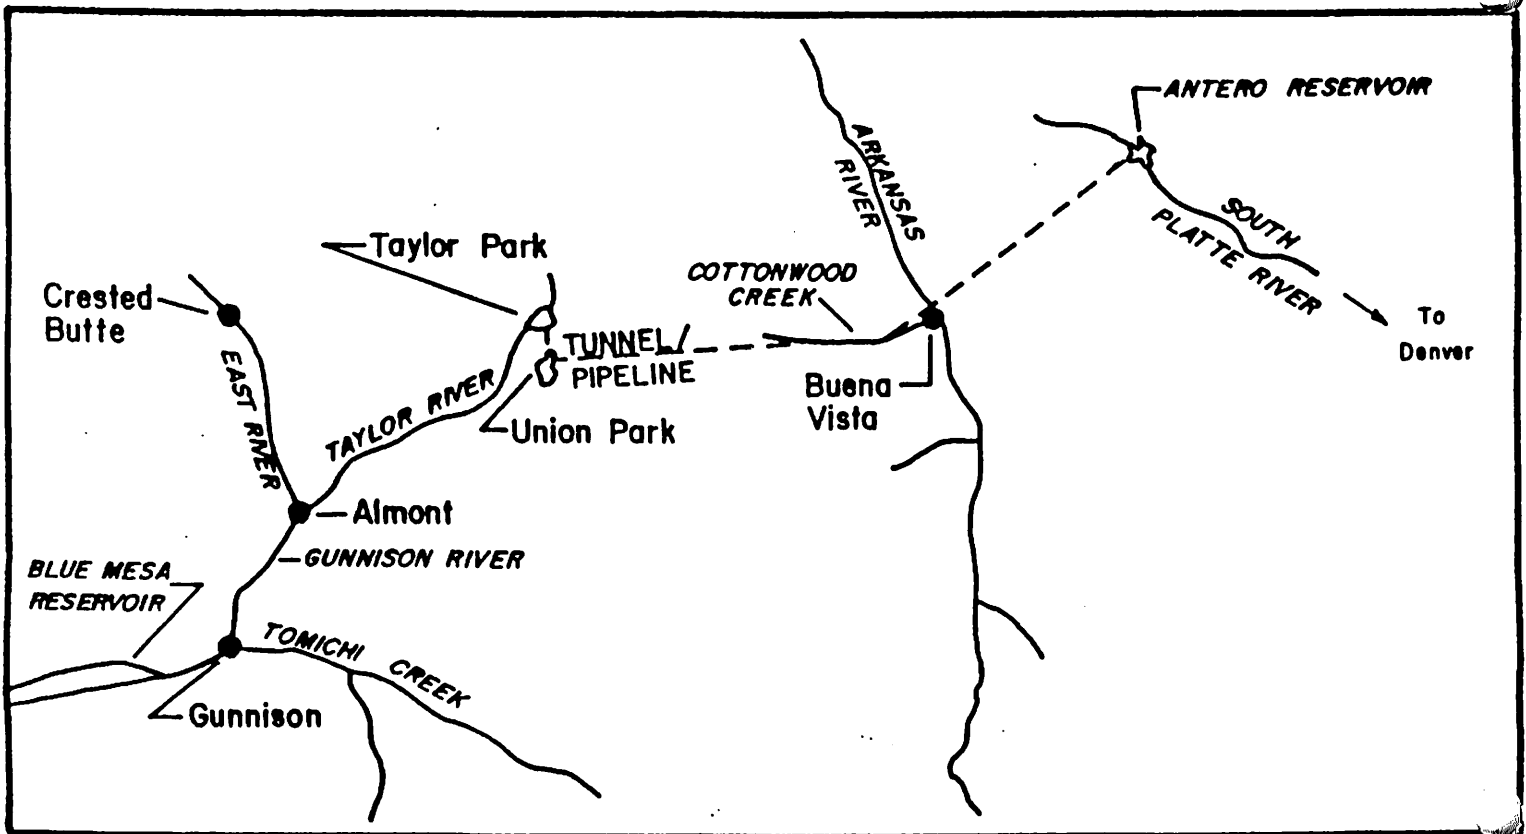 ANTERO RESERVOIR
ARKANSAS
RIVER
SOUTH
PLATTE RIVER
To
Denver
Taylor Park
COTTONWOOD
CREEK
Crested
Butte
EAST RIVER
TUNNEL/
PIPELINE
TAYLOR RIVER
Union Park
Buena
Vista
Almont
GUNNISON RIVER
BLUE MESA
RESERVOIR
TOMICHI CREEK
Gunnison